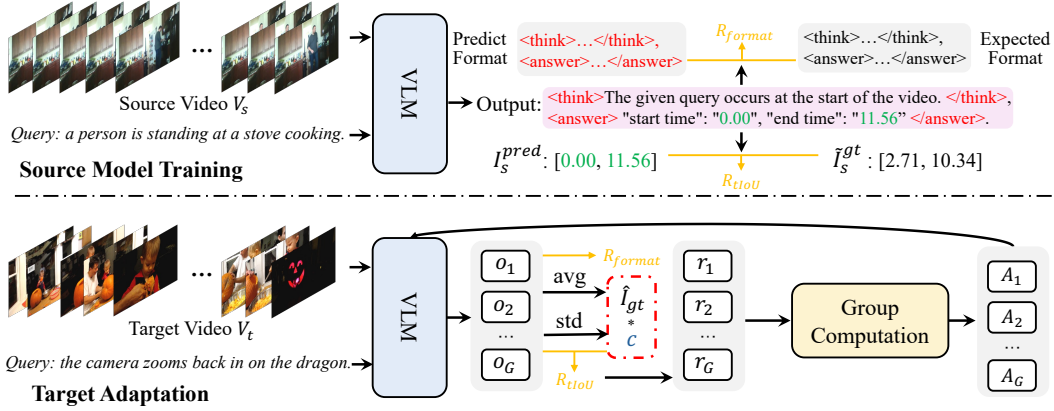 Source Video V_s
Query: a person is standing at a stove cooking.
Source Model Training
VLM
Predict
Format
<think>…</think>,
<answer>…</answer>
R_format
<think>…</think>,
<answer>…</answer>
Expected
Format
Output:
<think>The given query occurs at the start of the video. </think>,
<answer> "start time": "0.00", "end time": "11.56” </answer>.
I_s^pred : [0.00, 11.56]
R_tIoU
Ĩ_s^gt : [2.71, 10.34]
...
Target Video V_t
Query: the camera zooms back in on the dragon.
Target Adaptation
VLM
o_1
o_2
...
o_G
R_format
avg
std
Î_gt
*
c
R_tIoU
r_1
r_2
...
r_G
Group
Computation
A_1
A_2
...
A_G